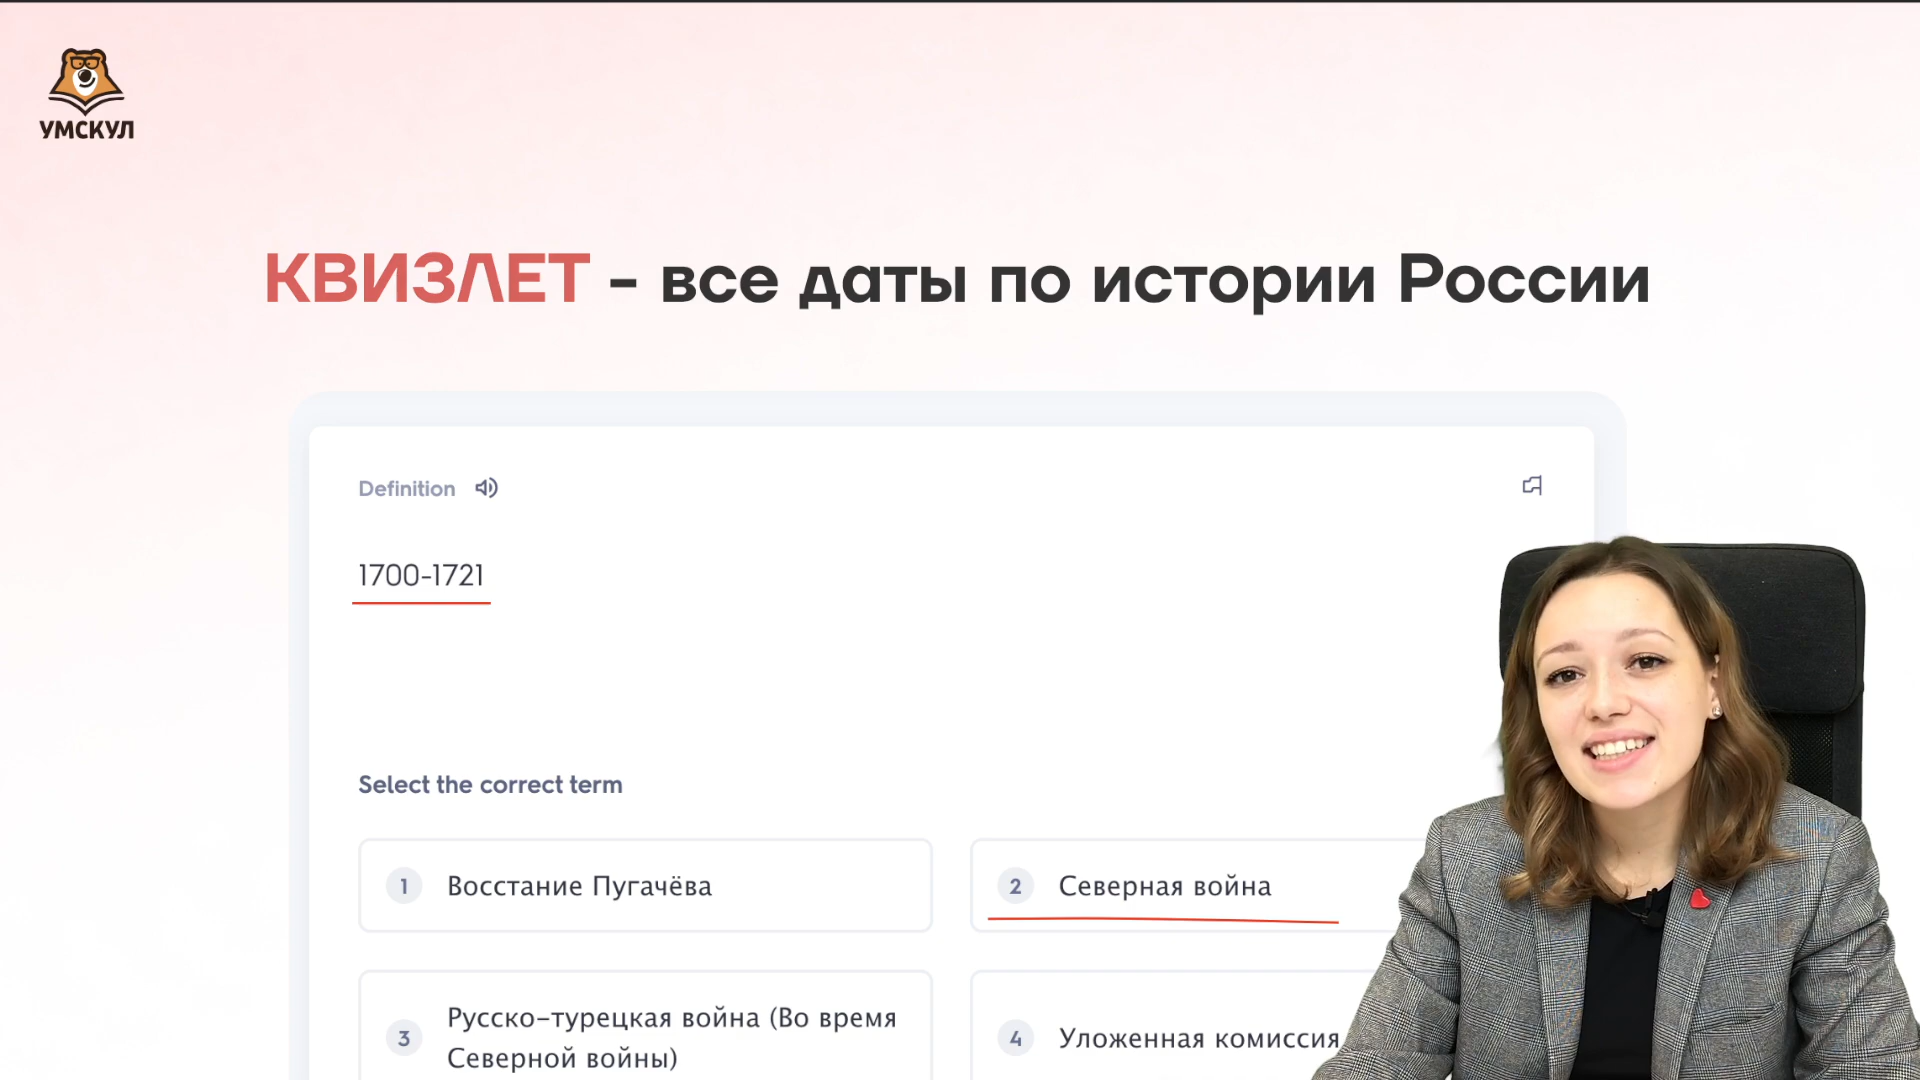 УМСКУЛ
КВИЗЛЕТ - все даты по истории России
Definition
1700-1721
Select the correct term
1 Восстание Пугачёва
2 Северная война
3 Русско-турецкая война (Во время
Северной войны)
4 Уложенная комиссия